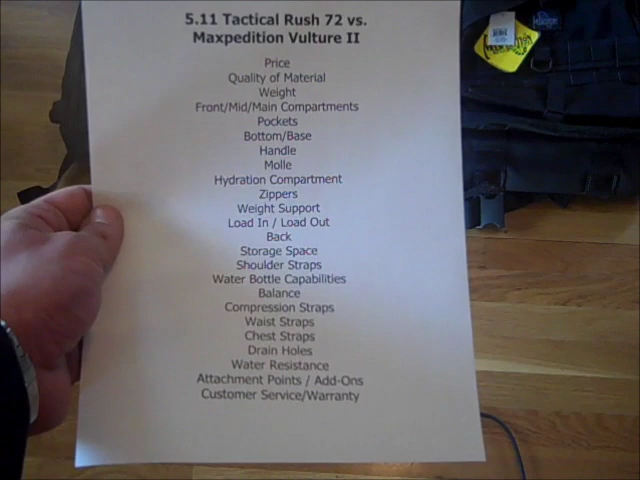 5.11 Tactical Rush 72 vs.
Maxpedition Vulture II
Price
Quality of Material
Weight
Front/Mid/Main Compartments
Pockets
Bottom/Base
Handle
Molle
Hydration Compartment
Zippers
Weight Support
Load In / Load Out
Back
Storage Space
Shoulder Straps
Water Bottle Capabilities
Balance
Compression Straps
Waist Straps
Chest Straps
Drain Holes
Water Resistance
Attachment Points / Add-Ons
Customer Service/Warranty